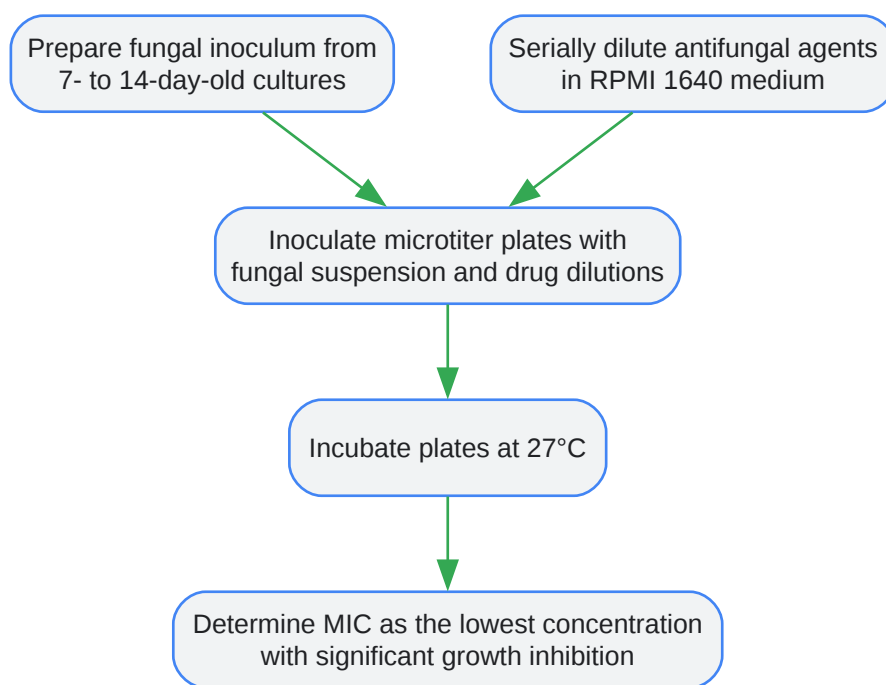 Prepare fungal inoculum from
7- to 14-day-old cultures
Serially dilute antifungal agents
in RPMI 1640 medium
Inoculate microtiter plates with
fungal suspension and drug dilutions
Incubate plates at 27°C
Determine MIC as the lowest concentration
with significant growth inhibition